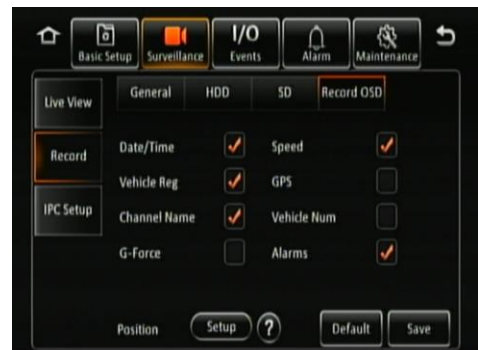 Basic Setup Surveillance I/O Events Alarm Maintenance
General HDD SD Record OSD
Live View
Record
IPC Setup
Date/Time Speed
Vehicle Reg GPS
Channel Name Vehicle Num
G-Force Alarms
Position Setup ? Default Save